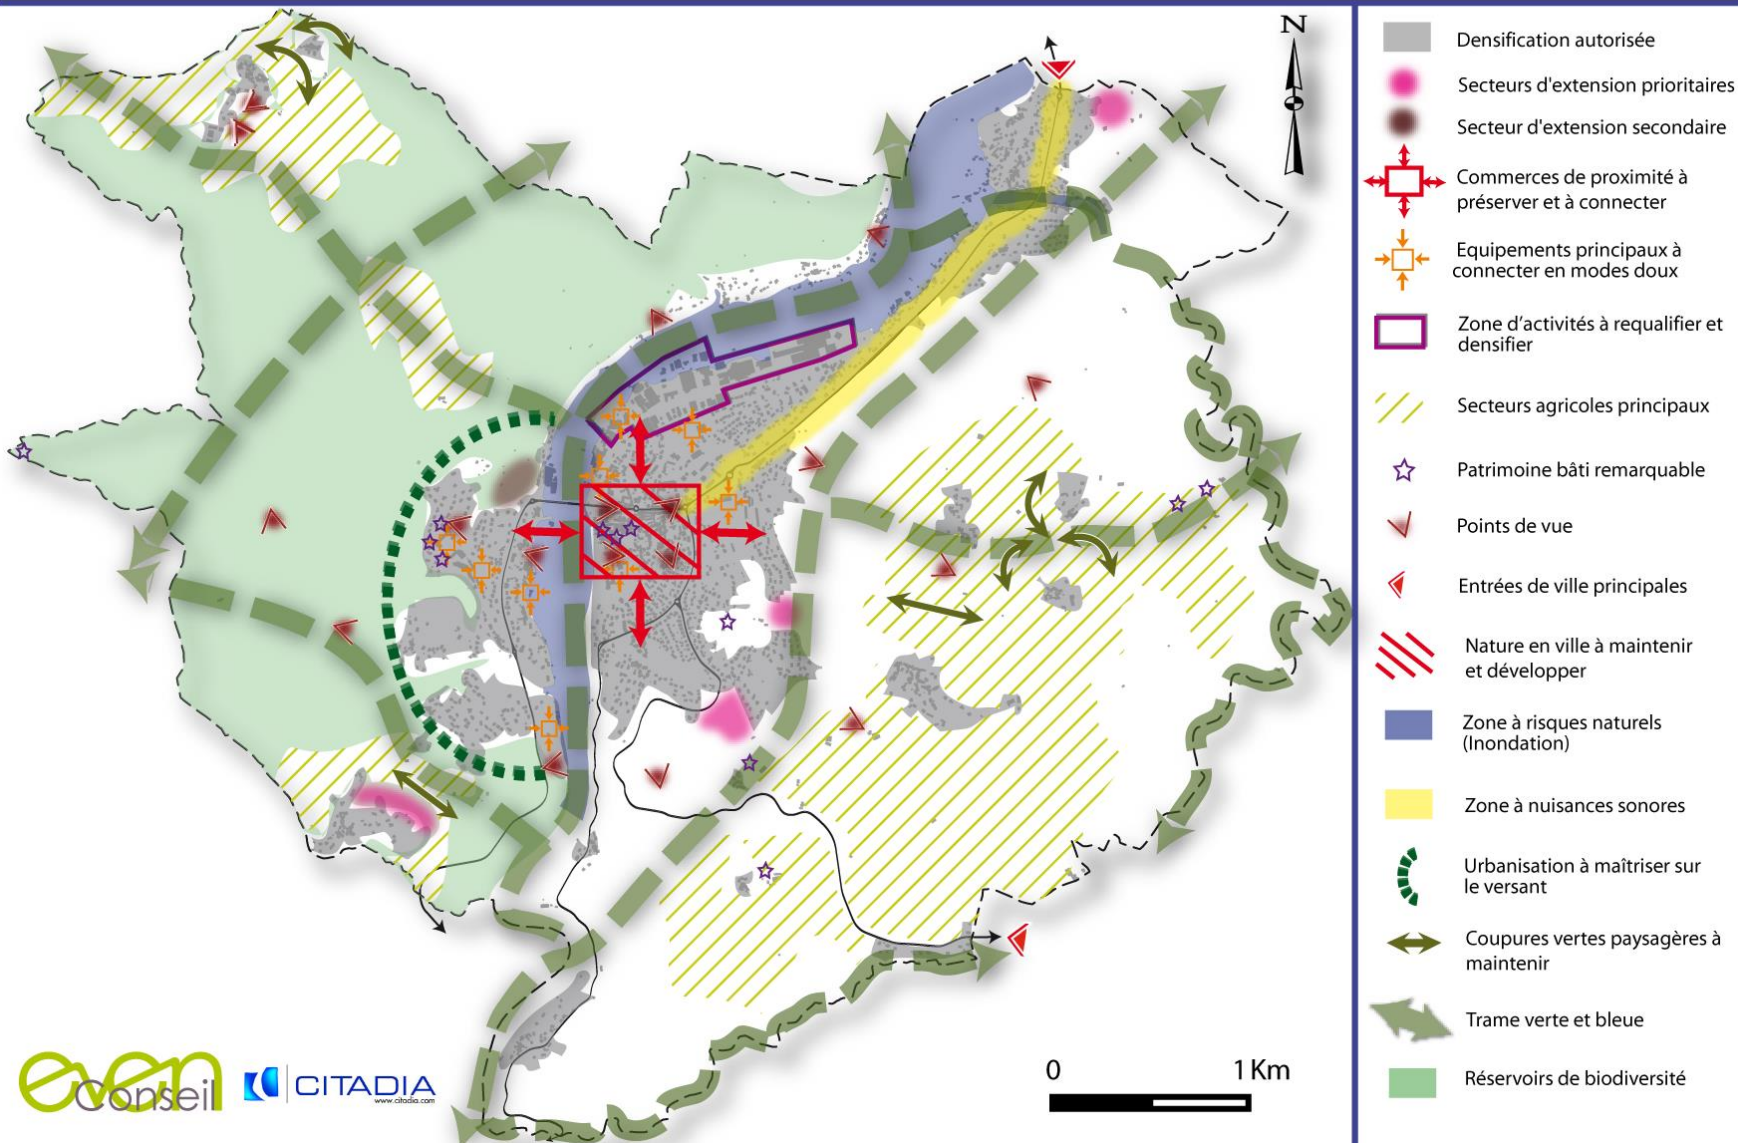 N
Densification autorisée
Secteurs d'extension prioritaires
Secteur d'extension secondaire
Commerces de proximité à
préserver et à connecter
Equipements principaux à
connecter en modes doux
Zone d'activités à requalifier et
densifier
Secteurs agricoles principaux
Patrimoine bâti remarquable
Points de vue
Entrées de ville principales
Nature en ville à maintenir
et développer
Zone à risques naturels
(Inondation)
Zone à nuisances sonores
Urbanisation à maîtriser sur
le versant
Coupures vertes paysagères à
maintenir
Trame verte et bleue
Réservoirs de biodiversité
0 1 Km
even
Conseil
CITADIA
www.citadia.com